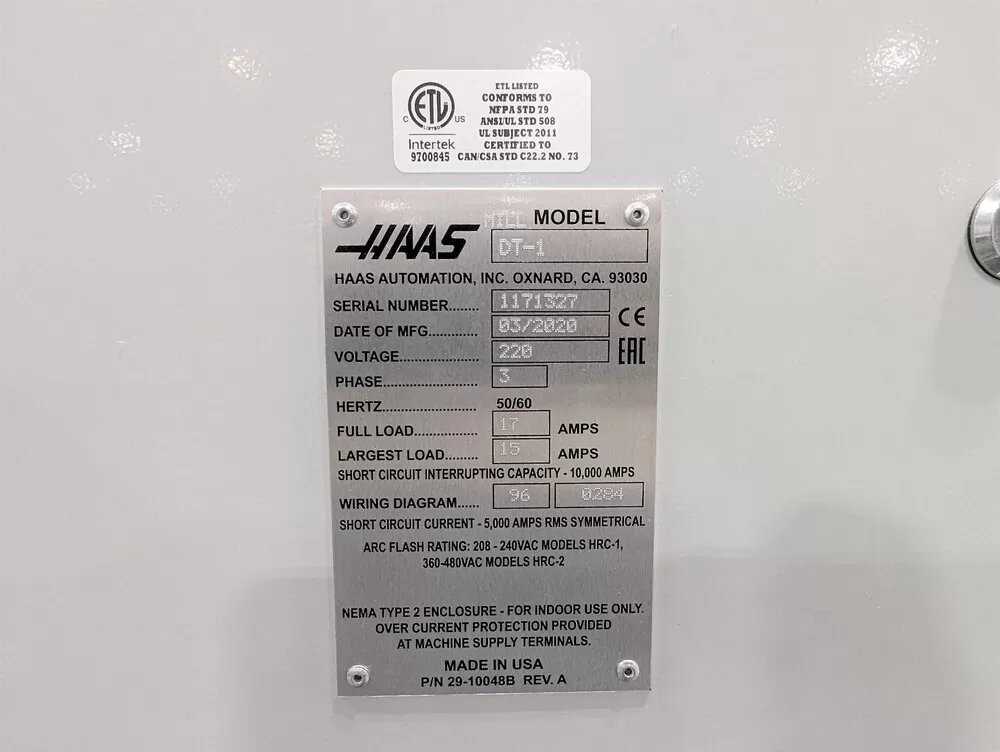 ETL LISTED
CONFORMS TO
NFPA STD 79
ANSI/UL STD 508
UL SUBJECT 2011
CERTIFIED TO
CAN/CSA STD C22.2 NO. 73
C ETL US
LISTED
Intertek
9700845
MILL MODEL
HAAS DT-1
HAAS AUTOMATION, INC. OXNARD, CA. 93030
SERIAL NUMBER........ 1171327
DATE OF MFG............ 03/2020 CE
VOLTAGE................... 220 EAC
PHASE....................... 3
HERTZ....................... 50/60
FULL LOAD............... 17 AMPS
LARGEST LOAD........ 15 AMPS
SHORT CIRCUIT INTERRUPTING CAPACITY - 10,000 AMPS
WIRING DIAGRAM...... 96 0284
SHORT CIRCUIT CURRENT - 5,000 AMPS RMS SYMMETRICAL
ARC FLASH RATING: 208 - 240VAC MODELS HRC-1,
360-480VAC MODELS HRC-2
NEMA TYPE 2 ENCLOSURE - FOR INDOOR USE ONLY.
OVER CURRENT PROTECTION PROVIDED
AT MACHINE SUPPLY TERMINALS.
MADE IN USA
P/N 29-10048B REV. A